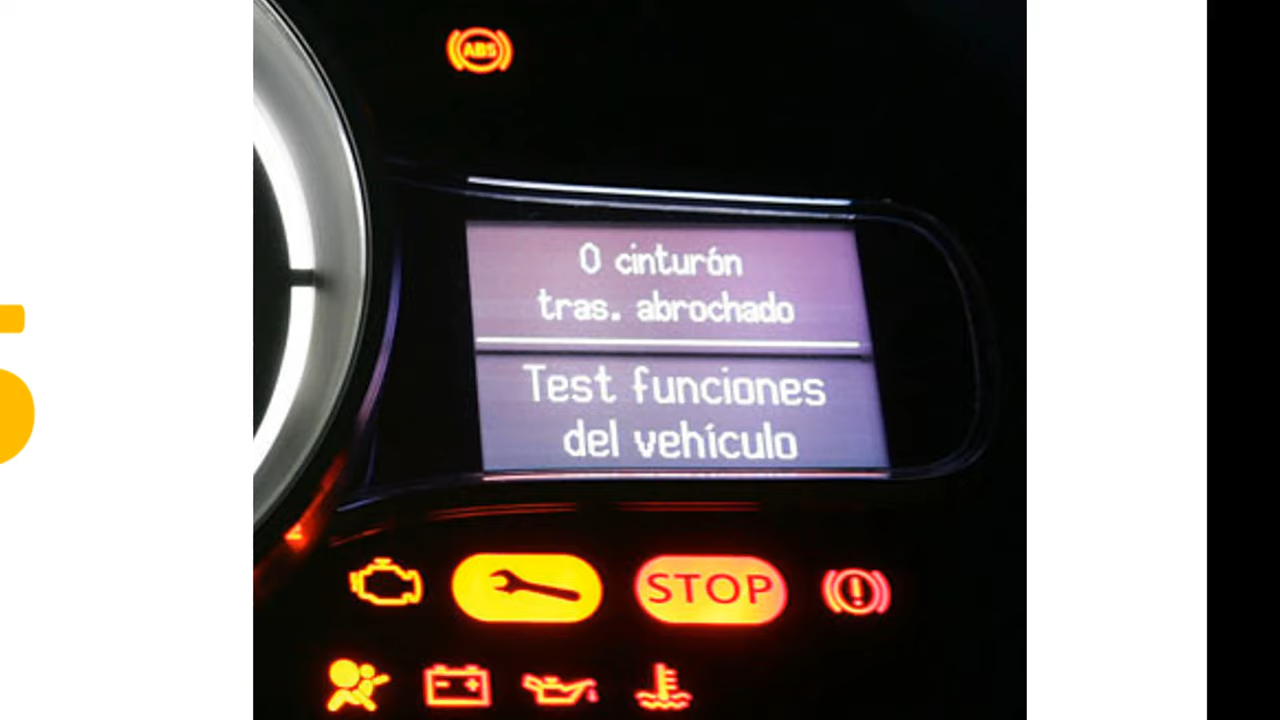 ABS
0 cinturón
tras. abrochado
Test funciones
del vehículo
STOP